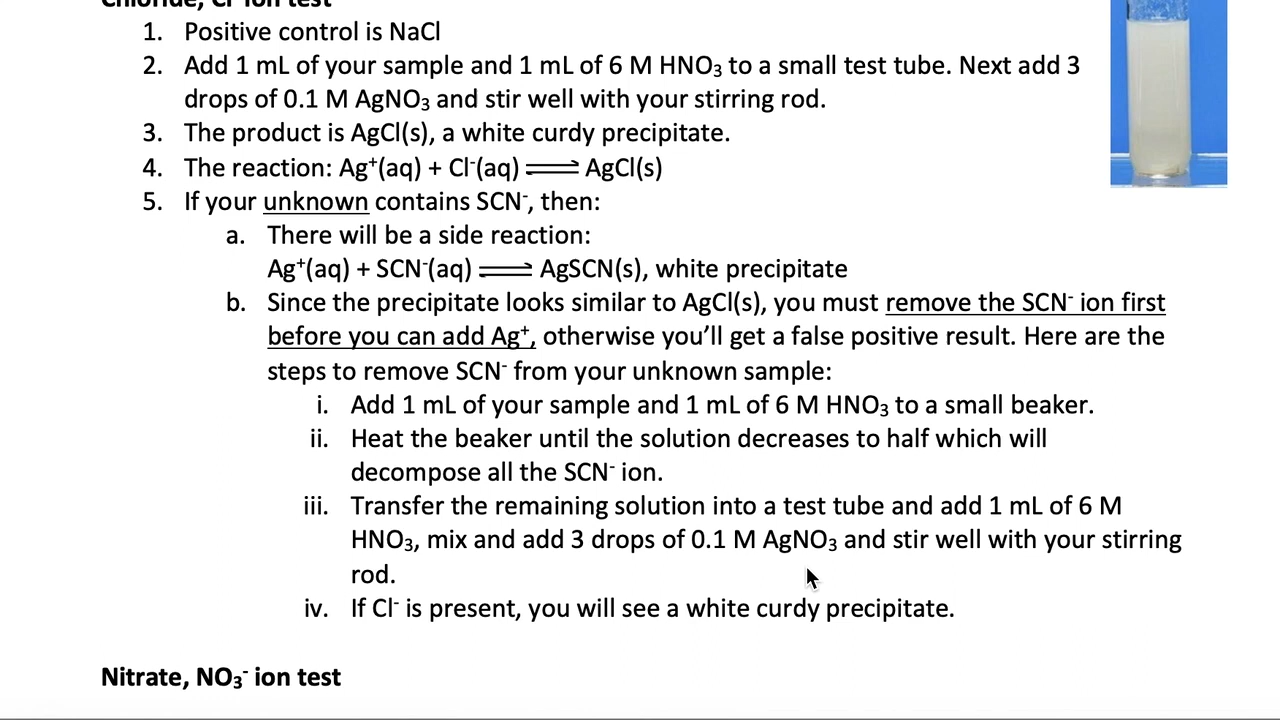 Chloride, Cl⁻ ion test
1. Positive control is NaCl
2. Add 1 mL of your sample and 1 mL of 6 M HNO₃ to a small test tube. Next add 3
drops of 0.1 M AgNO₃ and stir well with your stirring rod.
3. The product is AgCl(s), a white curdy precipitate.
4. The reaction: Ag⁺(aq) + Cl⁻(aq) ⇌ AgCl(s)
5. If your unknown contains SCN⁻, then:
a. There will be a side reaction:
Ag⁺(aq) + SCN⁻(aq) ⇌ AgSCN(s), white precipitate
b. Since the precipitate looks similar to AgCl(s), you must remove the SCN⁻ ion first
before you can add Ag⁺, otherwise you’ll get a false positive result. Here are the
steps to remove SCN⁻ from your unknown sample:
i. Add 1 mL of your sample and 1 mL of 6 M HNO₃ to a small beaker.
ii. Heat the beaker until the solution decreases to half which will
decompose all the SCN⁻ ion.
iii. Transfer the remaining solution into a test tube and add 1 mL of 6 M
HNO₃, mix and add 3 drops of 0.1 M AgNO₃ and stir well with your stirring
rod.
iv. If Cl⁻ is present, you will see a white curdy precipitate.
Nitrate, NO₃⁻ ion test